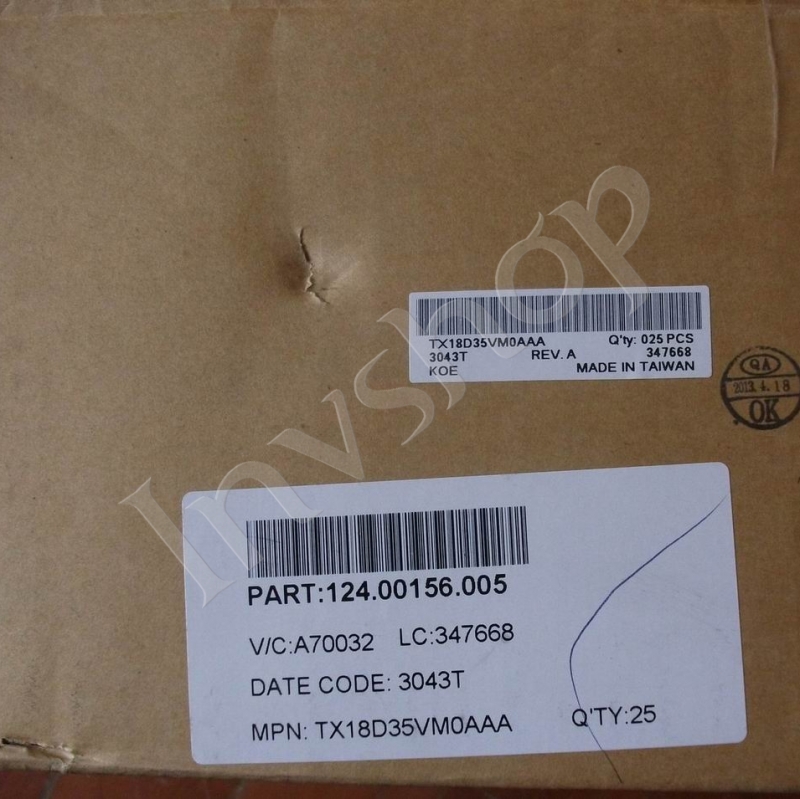 Invshop
TX18D35VM0AAA Q'ty: 025 PCS
3043T REV. A 347668
KOE MADE IN TAIWAN
QA
2013. 4. 18
OK
PART:124.00156.005
V/C:A70032 LC:347668
DATE CODE: 3043T
MPN: TX18D35VM0AAA Q'TY:25